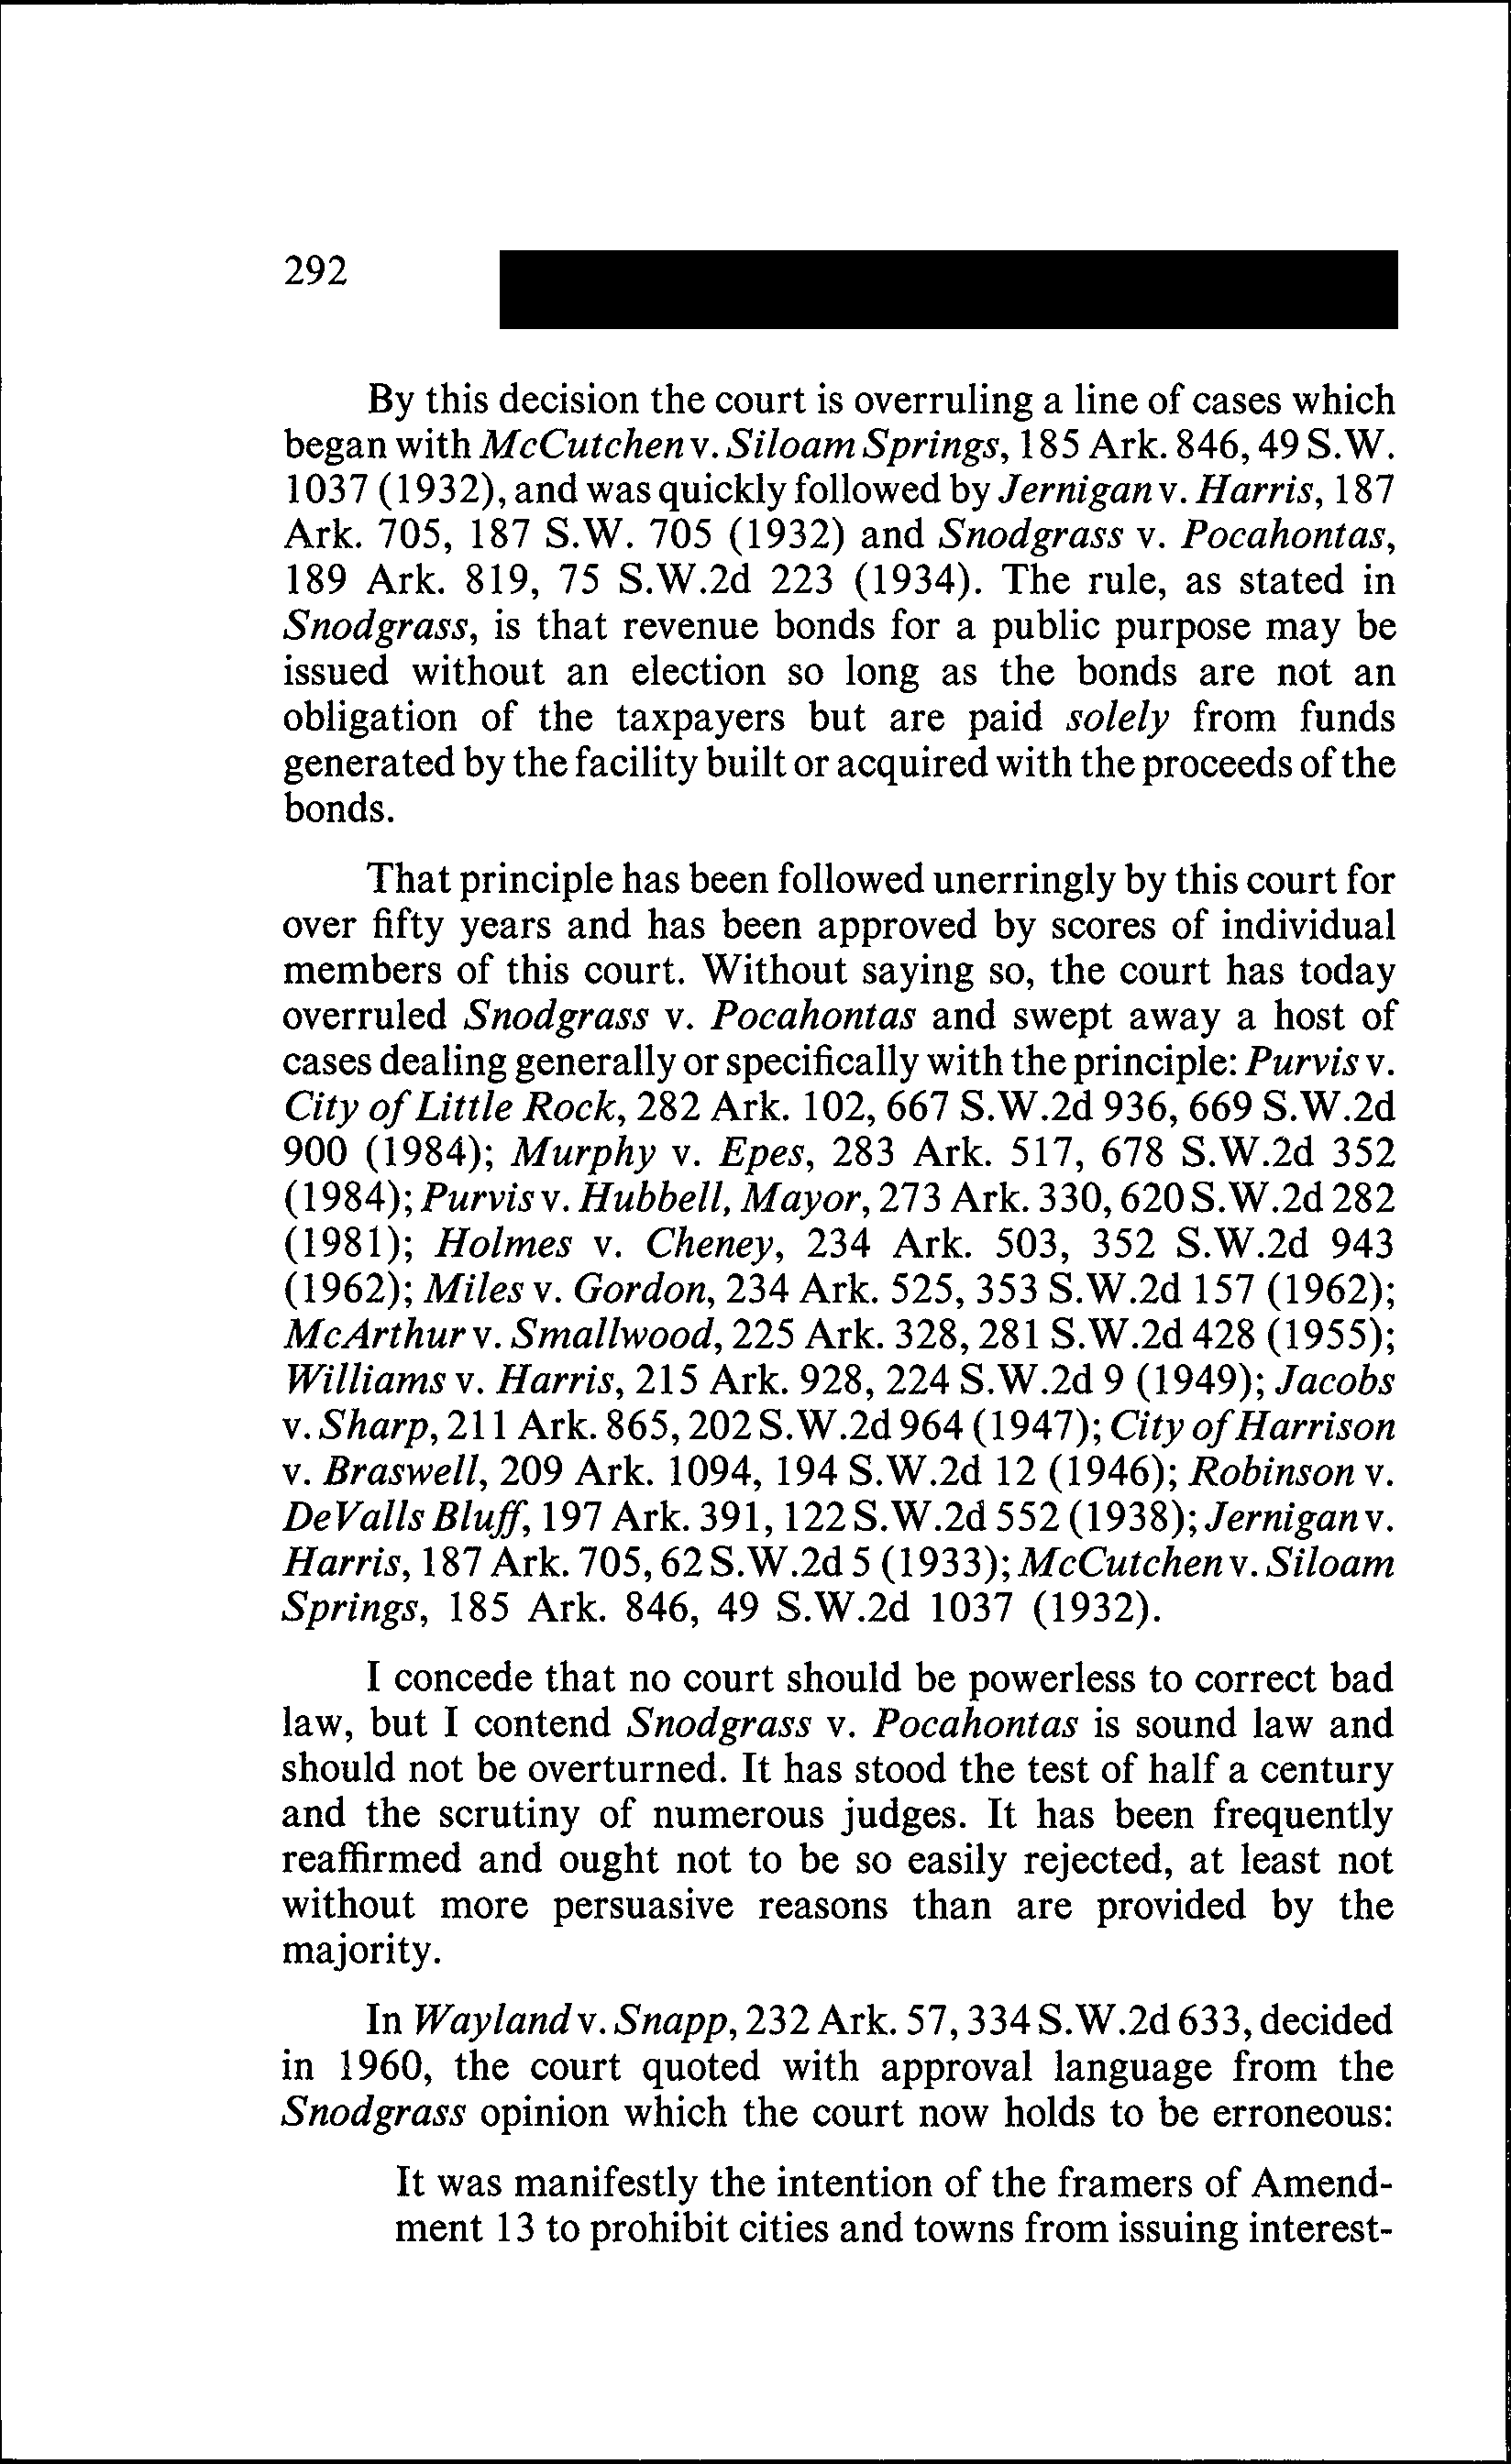 292
By this decision the court is overruling a line of cases which
began with McCutchen v. Siloam Springs, 185 Ark. 846, 49 S.W.
1037 (1932), and was quickly followed by Jernigan v. Harris, 187
Ark. 705, 187 S.W. 705 (1932) and Snodgrass v. Pocahontas,
189 Ark. 819, 75 S.W.2d 223 (1934). The rule, as stated in
Snodgrass, is that revenue bonds for a public purpose may be
issued without an election so long as the bonds are not an
obligation of the taxpayers but are paid solely from funds
generated by the facility built or acquired with the proceeds of the
bonds.
That principle has been followed unerringly by this court for
over fifty years and has been approved by scores of individual
members of this court. Without saying so, the court has today
overruled Snodgrass v. Pocahontas and swept away a host of
cases dealing generally or specifically with the principle: Purvis v.
City of Little Rock, 282 Ark. 102, 667 S.W.2d 936, 669 S.W.2d
900 (1984); Murphy v. Epes, 283 Ark. 517, 678 S.W.2d 352
(1984); Purvis v. Hubbell, Mayor, 273 Ark. 330, 620 S.W.2d 282
(1981); Holmes v. Cheney, 234 Ark. 503, 352 S.W.2d 943
(1962); Miles v. Gordon, 234 Ark. 525, 353 S.W.2d 157 (1962);
McArthur v. Smallwood, 225 Ark. 328, 281 S.W.2d 428 (1955);
Williams v. Harris, 215 Ark. 928, 224 S.W.2d 9 (1949); Jacobs
v. Sharp, 211 Ark. 865, 202 S.W.2d 964 (1947); City of Harrison
v. Braswell, 209 Ark. 1094, 194 S.W.2d 12 (1946); Robinson v.
DeValls Bluff, 197 Ark. 391, 122 S.W.2d 552 (1938); Jernigan v.
Harris, 187 Ark. 705, 62 S.W.2d 5 (1933); McCutchen v. Siloam
Springs, 185 Ark. 846, 49 S.W.2d 1037 (1932).
I concede that no court should be powerless to correct bad
law, but I contend Snodgrass v. Pocahontas is sound law and
should not be overturned. It has stood the test of half a century
and the scrutiny of numerous judges. It has been frequently
reaffirmed and ought not to be so easily rejected, at least not
without more persuasive reasons than are provided by the
majority.
In Wayland v. Snapp, 232 Ark. 57, 334 S.W.2d 633, decided
in 1960, the court quoted with approval language from the
Snodgrass opinion which the court now holds to be erroneous:
It was manifestly the intention of the framers of Amend-
ment 13 to prohibit cities and towns from issuing interest-